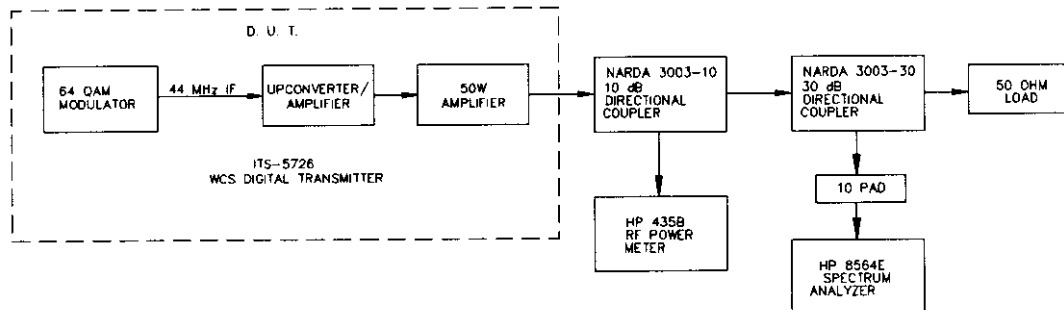 D. U. T.
64 QAM
MODULATOR
44 MHz IF
UPCONVERTER/
AMPLIFIER
50W
AMPLIFIER
ITS-5726
WCS DIGITAL TRANSMITTER
NARDA 3003-10
10 dB
DIRECTIONAL
COUPLER
NARDA 3003-30
30 dB
DIRECTIONAL
COUPLER
50 OHM
LOAD
10 PAD
HP 435B
RF POWER
METER
HP 8564E
SPECTRUM
ANALYZER